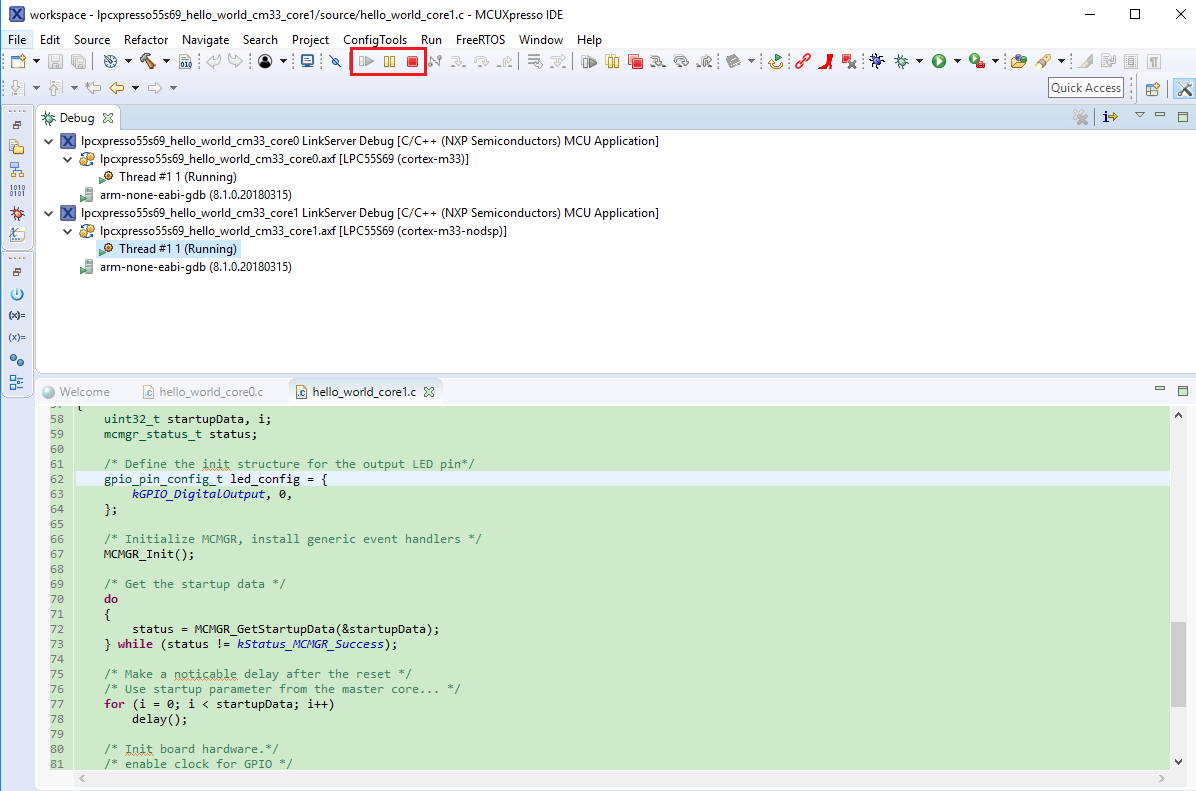 workspace - lpcxpresso55s69_hello_world_cm33_core1/source/hello_world_core1.c - MCUXpresso IDE
File Edit Source Refactor Navigate Search Project ConfigTools Run FreeRTOS Window Help
Quick Access
Debug
lpcxpresso55s69_hello_world_cm33_core0 LinkServer Debug [C/C++ (NXP Semiconductors) MCU Application]
lpcxpresso55s69_hello_world_cm33_core0.axf [LPC55S69 (cortex-m33)]
Thread #1 1 (Running)
arm-none-eabi-gdb (8.1.0.20180315)
lpcxpresso55s69_hello_world_cm33_core1 LinkServer Debug [C/C++ (NXP Semiconductors) MCU Application]
lpcxpresso55s69_hello_world_cm33_core1.axf [LPC55S69 (cortex-m33-nodsp)]
Thread #1 1 (Running)
arm-none-eabi-gdb (8.1.0.20180315)
Welcome hello_world_core0.c hello_world_core1.c
57 {
58 uint32_t startupData, i;
59 mcmgr_status_t status;
60
61 /* Define the init structure for the output LED pin*/
62 gpio_pin_config_t led_config = {
63 kGPIO_DigitalOutput, 0,
64 };
65
66 /* Initialize MCMGR, install generic event handlers */
67 MCMGR_Init();
68
69 /* Get the startup data */
70 do
71 {
72 status = MCMGR_GetStartupData(&startupData);
73 } while (status != kStatus_MCMGR_Success);
74
75 /* Make a noticable delay after the reset */
76 /* Use startup parameter from the master core... */
77 for (i = 0; i < startupData; i++)
78 delay();
79
80 /* Init board hardware.*/
81 /* enable clock for GPIO */